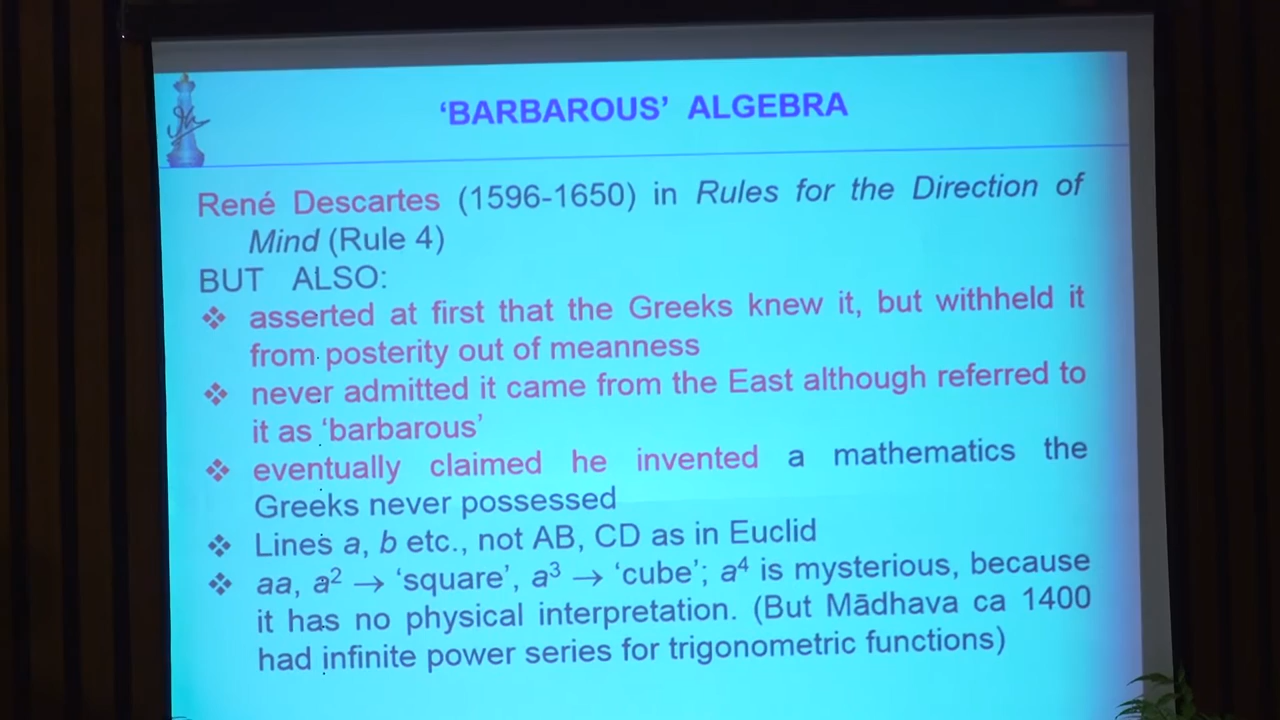 ‘BARBAROUS’ ALGEBRA
René Descartes (1596-1650) in Rules for the Direction of
Mind (Rule 4)
BUT ALSO:
❖ asserted at first that the Greeks knew it, but withheld it
from posterity out of meanness
❖ never admitted it came from the East although referred to
it as ‘barbarous’
❖ eventually claimed he invented a mathematics the
Greeks never possessed
❖ Lines a, b etc., not AB, CD as in Euclid
❖ aa, a² → ‘square’, a³ → ‘cube’; a⁴ is mysterious, because
it has no physical interpretation. (But Mādhava ca 1400
had infinite power series for trigonometric functions)